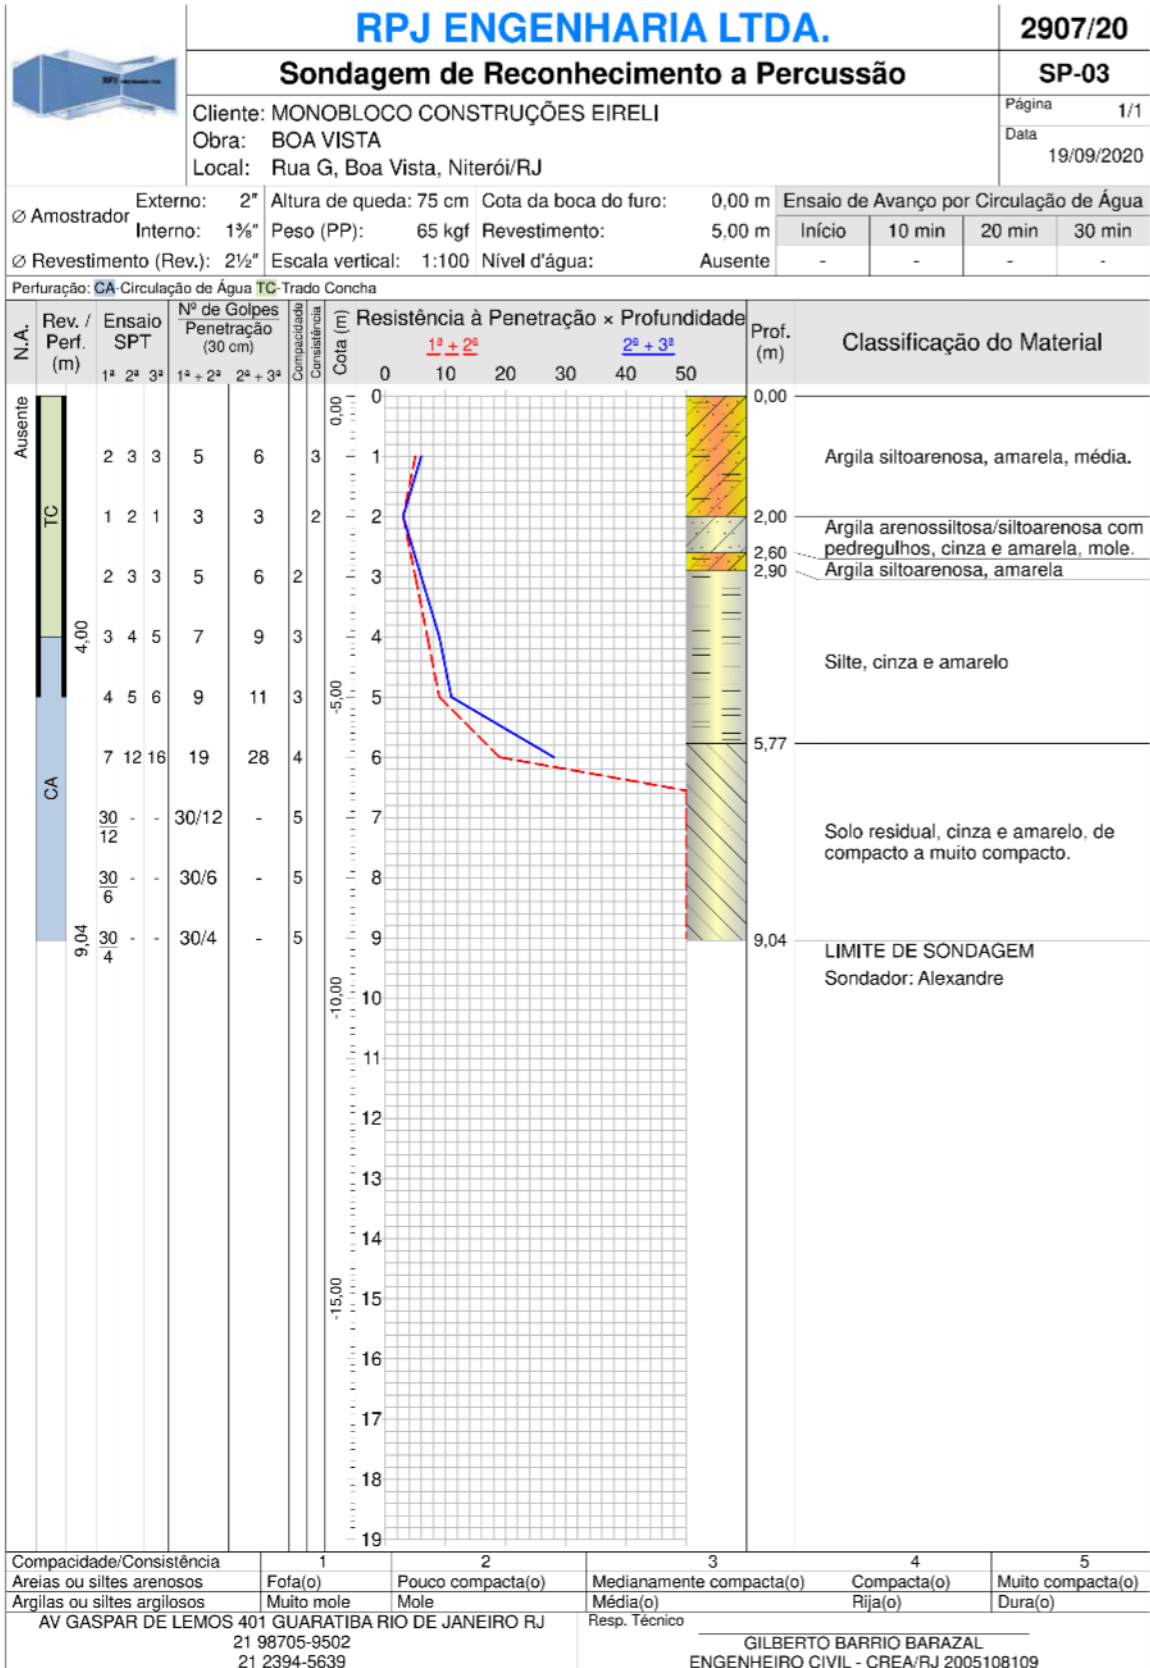 RPJ ENGENHARIA LTDA.
2907/20
Sondagem de Reconhecimento a Percussão
SP-03
Cliente: MONOBLOCO CONSTRUÇÕES EIRELI
Obra: BOA VISTA
Local: Rua G, Boa Vista, Niterói/RJ
Página 1/1
Data
19/09/2020
Ø Amostrador Externo: 2" Interno: 1⅜"
Ø Revestimento (Rev.): 2½"
Altura de queda: 75 cm
Peso (PP): 65 kgf
Escala vertical: 1:100
Cota da boca do furo: 0,00 m
Revestimento: 5,00 m
Nível d'água: Ausente
Ensaio de Avanço por Circulação de Água
Início 10 min 20 min 30 min
- - - -
Perfuração: CA-Circulação de Água TC-Trado Concha
N.A.
Rev. / Perf. (m)
Ensaio SPT
1ª 2ª 3ª
Nº de Golpes
Penetração
(30 cm)
1ª + 2ª 2ª + 3ª
Compacidade
Consistência
Cota (m)
Resistência à Penetração × Profundidade
1ª + 2ª 2ª + 3ª
0 10 20 30 40 50
Prof. (m)
Classificação do Material
Ausente
TC
4,00
CA
9,04
2 3 3 5 6 3
1 2 1 3 3 2
2 3 3 5 6 2
3 4 5 7 9 3
4 5 6 9 11 3
7 12 16 19 28 4
30/12 - - 30/12 - 5
30/6 - - 30/6 - 5
30/4 - - 30/4 - 5
0,00
-5,00
-10,00
-15,00
0
1
2
3
4
5
6
7
8
9
10
11
12
13
14
15
16
17
18
19
0,00
Argila siltoarenosa, amarela, média.
2,00
Argila arenossiltosa/siltoarenosa com
pedregulhos, cinza e amarela, mole.
2,60
Argila siltoarenosa, amarela
2,90
Silte, cinza e amarelo
5,77
Solo residual, cinza e amarelo, de
compacto a muito compacto.
9,04
LIMITE DE SONDAGEM
Sondador: Alexandre
Compacidade/Consistência 1 2 3 4 5
Areias ou siltes arenosos Fofa(o) Pouco compacta(o) Medianamente compacta(o) Compacta(o) Muito compacta(o)
Argilas ou siltes argilosos Muito mole Mole Média(o) Rija(o) Dura(o)
AV GASPAR DE LEMOS 401 GUARATIBA RIO DE JANEIRO RJ
21 98705-9502
21 2394-5639
Resp. Técnico
GILBERTO BARRIO BARAZAL
ENGENHEIRO CIVIL - CREA/RJ 2005108109